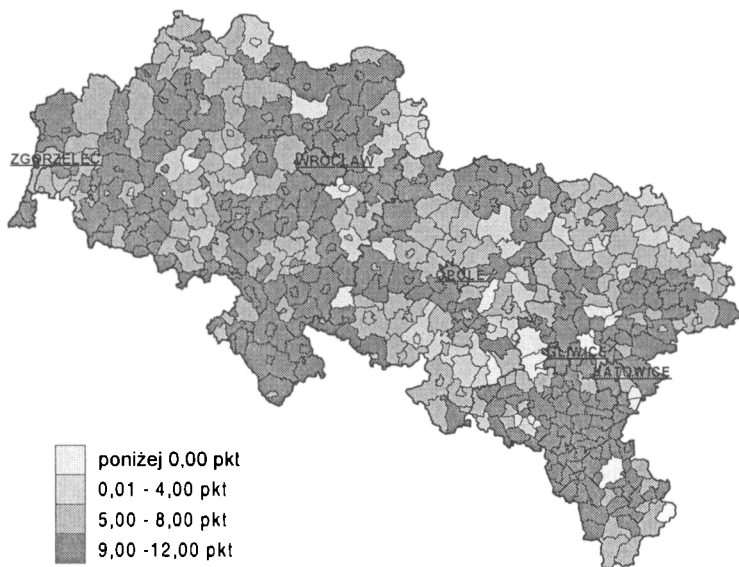 ZGORZELEC
WROCŁAW
OPOLE
GLIWICE
KATOWICE
poniżej 0,00 pkt
0,01 - 4,00 pkt
5,00 - 8,00 pkt
9,00 -12,00 pkt